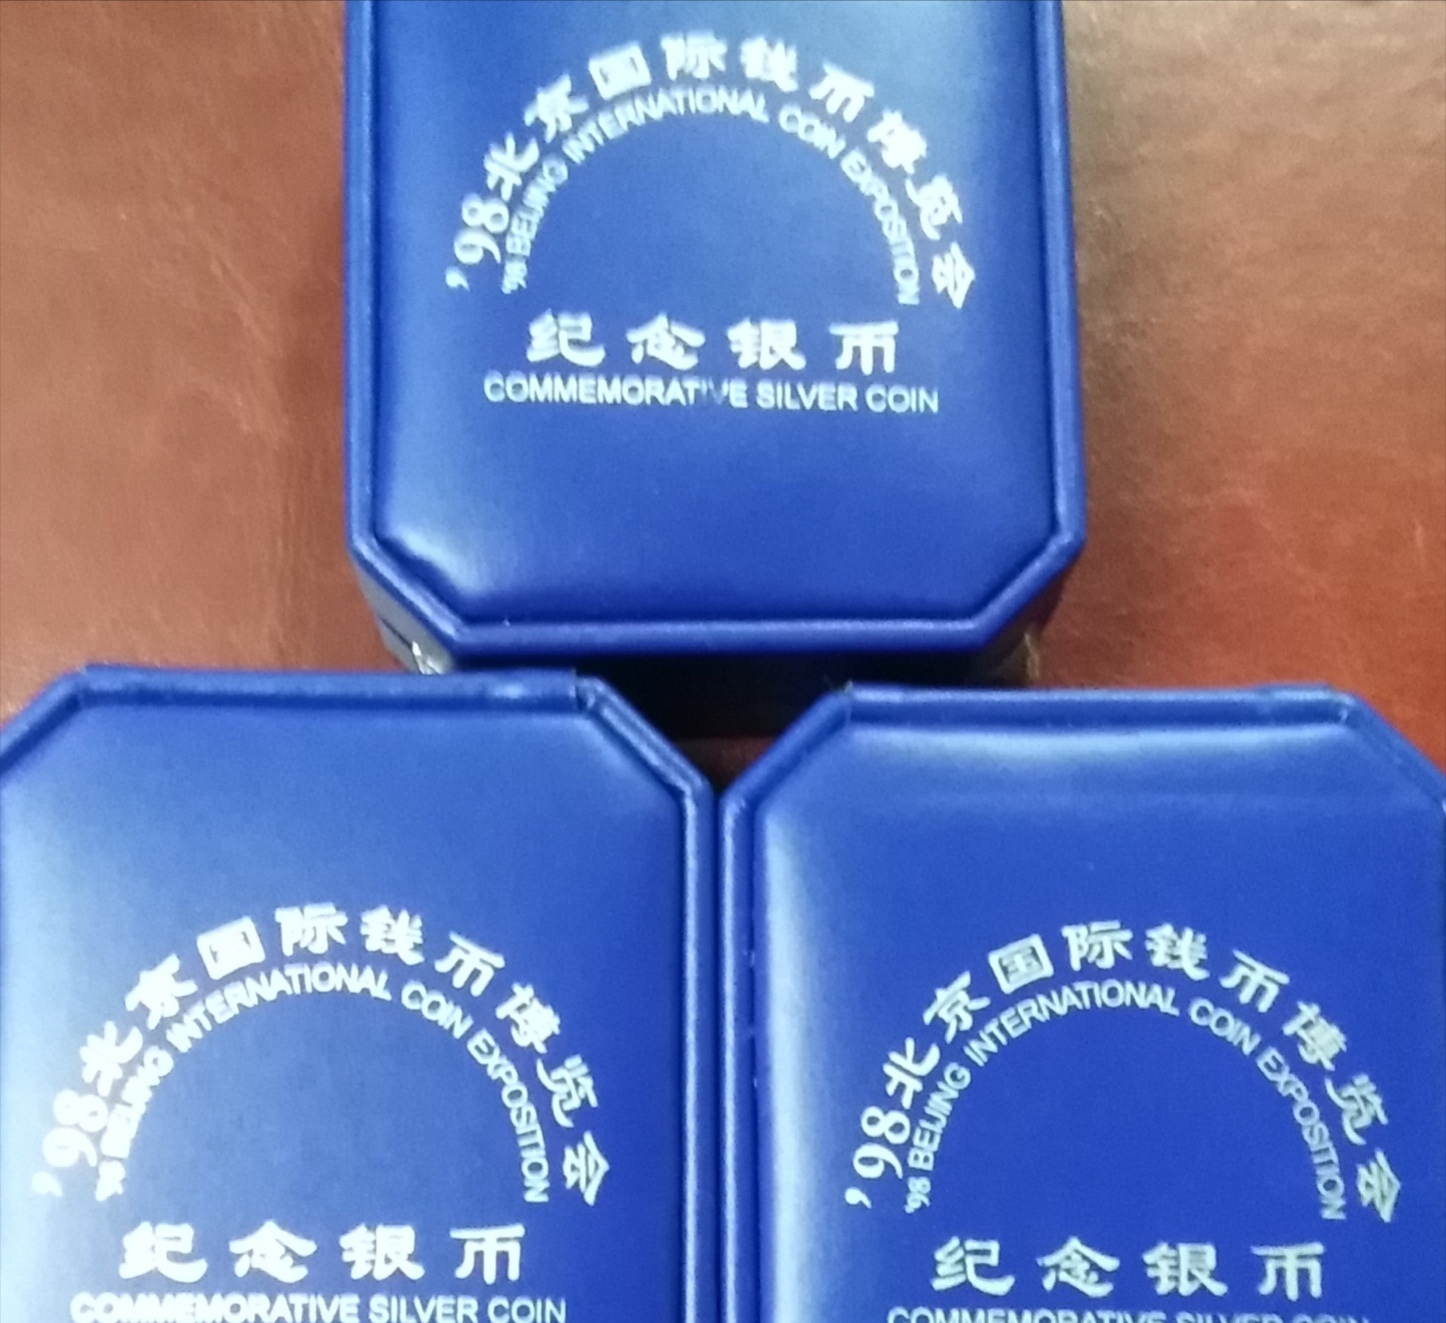 '98北京国际钱币博览会
'98 BEIJING INTERNATIONAL COIN EXPOSITION
纪念银币
COMMEMORATIVE SILVER COIN
'98北京国际钱币博览会
'98 BEIJING INTERNATIONAL COIN EXPOSITION
纪念银币
COMMEMORATIVE SILVER COIN
'98北京国际钱币博览会
'98 BEIJING INTERNATIONAL COIN EXPOSITION
纪念银币
COMMEMORATIVE SILVER COIN